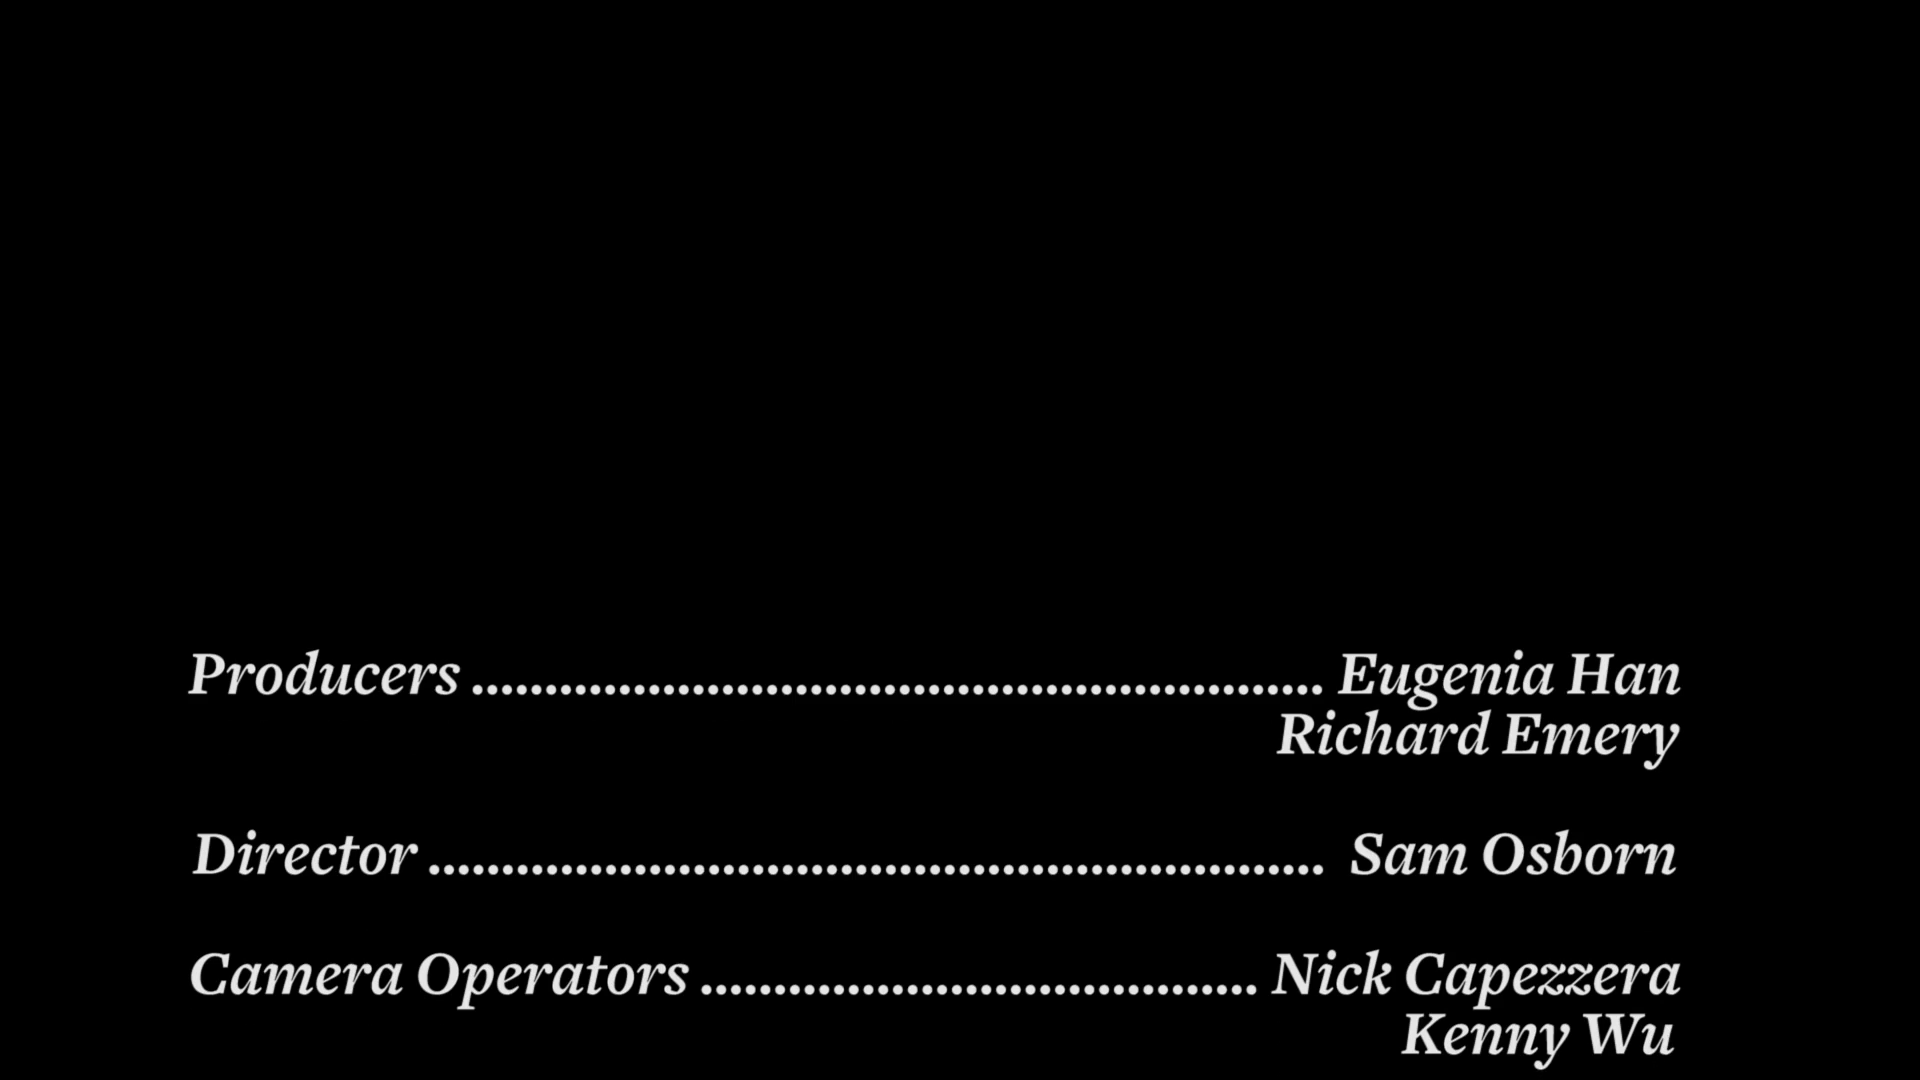 Producers .......................................................... Eugenia Han
Richard Emery
Director ............................................................. Sam Osborn
Camera Operators ...................................... Nick Capezzera
Kenny Wu